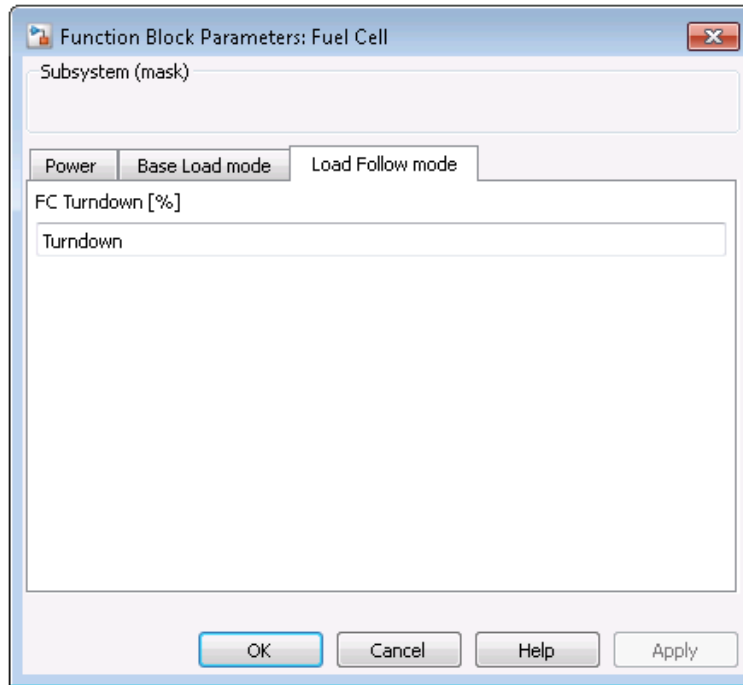 Function Block Parameters: Fuel Cell
Subsystem (mask)
Power Base Load mode Load Follow mode
FC Turndown [%]
Turndown
OK Cancel Help Apply